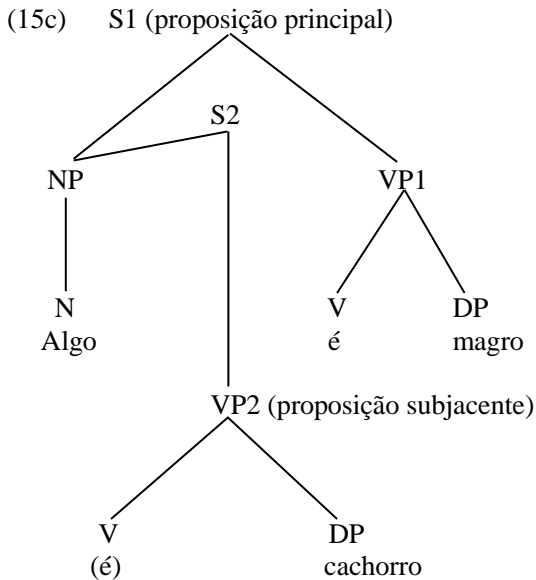 (15c) S1 (proposição principal)
S2
NP VP1
N V DP
Algo é magro
VP2 (proposição subjacente)
V DP
(é) cachorro